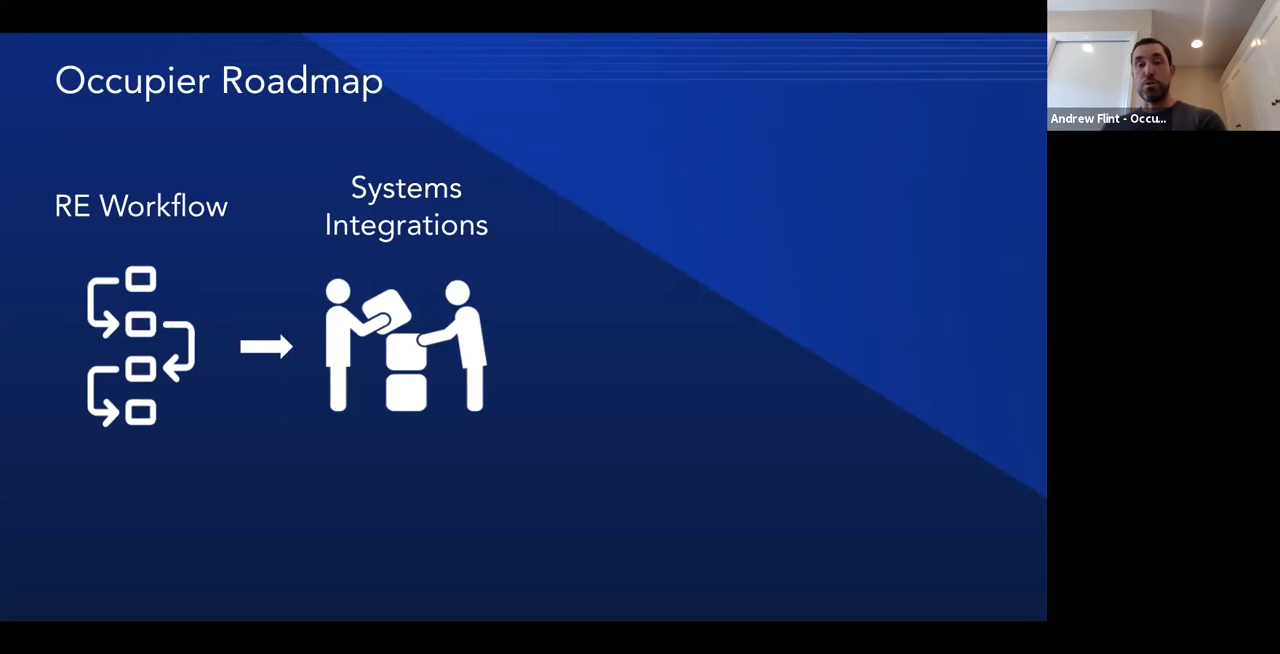 Occupier Roadmap
RE Workflow
Systems
Integrations
Andrew Flint - Occu...